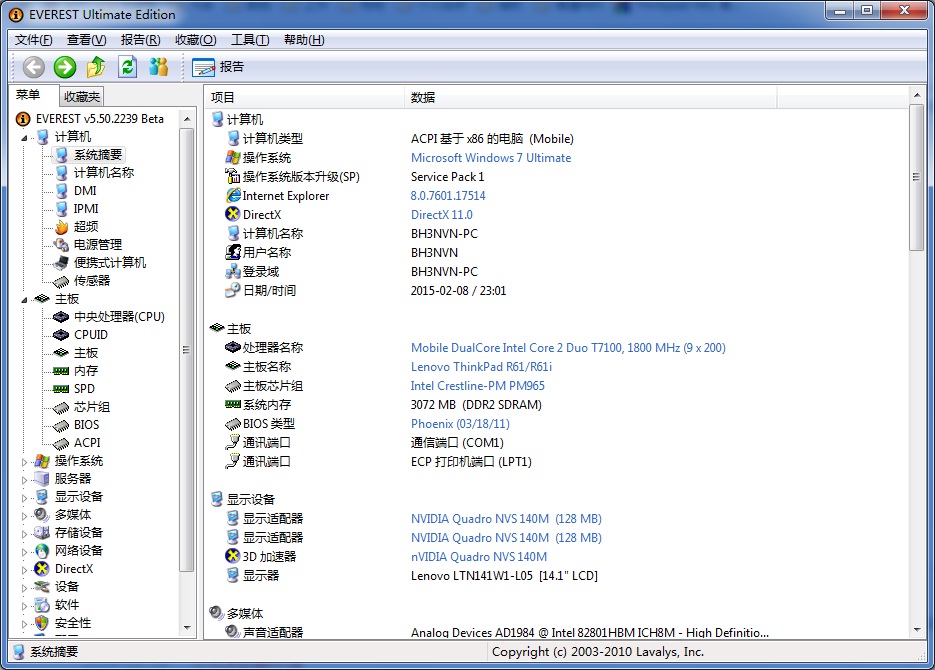 EVEREST Ultimate Edition
文件(F) 查看(V) 报告(R) 收藏(O) 工具(T) 帮助(H)
报告
菜单 收藏夹
EVEREST v5.50.2239 Beta
计算机
系统摘要
计算机名称
DMI
IPMI
超频
电源管理
便携式计算机
传感器
主板
中央处理器(CPU)
CPUID
主板
内存
SPD
芯片组
BIOS
ACPI
操作系统
服务器
显示设备
多媒体
存储设备
网络设备
DirectX
设备
软件
安全性
项目 数据
计算机
计算机类型 ACPI 基于 x86 的电脑 (Mobile)
操作系统 Microsoft Windows 7 Ultimate
操作系统版本升级(SP) Service Pack 1
Internet Explorer 8.0.7601.17514
DirectX DirectX 11.0
计算机名称 BH3NVN-PC
用户名称 BH3NVN
登录域 BH3NVN-PC
日期/时间 2015-02-08 / 23:01
主板
处理器名称 Mobile DualCore Intel Core 2 Duo T7100, 1800 MHz (9 x 200)
主板名称 Lenovo ThinkPad R61/R61i
主板芯片组 Intel Crestline-PM PM965
系统内存 3072 MB (DDR2 SDRAM)
BIOS 类型 Phoenix (03/18/11)
通讯端口 通信端口 (COM1)
通讯端口 ECP 打印机端口 (LPT1)
显示设备
显示适配器 NVIDIA Quadro NVS 140M (128 MB)
显示适配器 NVIDIA Quadro NVS 140M (128 MB)
3D 加速器 nVIDIA Quadro NVS 140M
显示器 Lenovo LTN141W1-L05 [14.1" LCD]
多媒体
声音适配器 Analog Devices AD1984 @ Intel 82801HBM ICH8M - High Definitio...
系统摘要 Copyright (c) 2003-2010 Lavalys, Inc.